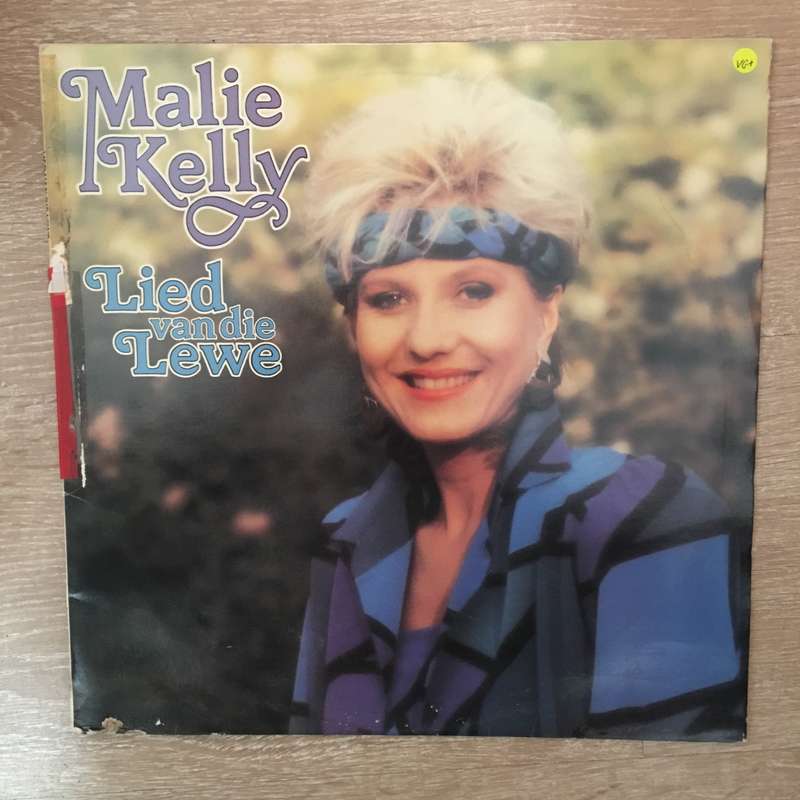 Malie
Kelly
Lied
van die
Lewe
VG+